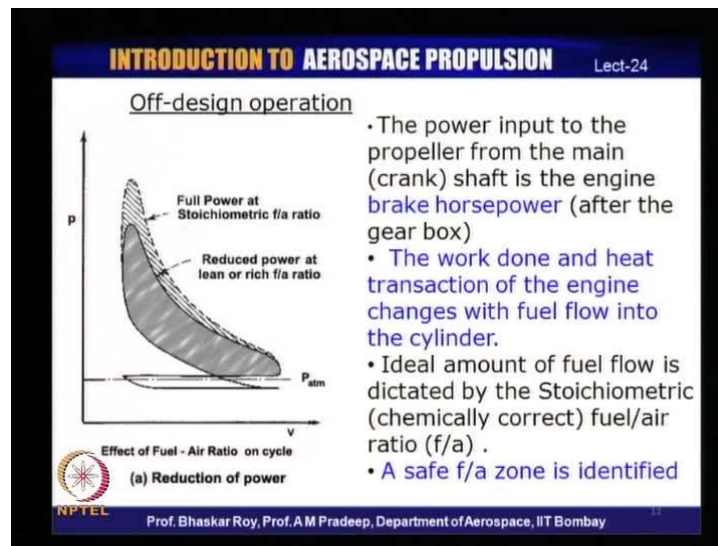 INTRODUCTION TO AEROSPACE PROPULSION Lect-24
Off-design operation
p
Full Power at
Stoichiometric f/a ratio
Reduced power at
lean or rich f/a ratio
Patm
v
Effect of Fuel - Air Ratio on cycle
(a) Reduction of power
• The power input to the
propeller from the main
(crank) shaft is the engine
brake horsepower (after the
gear box)
• The work done and heat
transaction of the engine
changes with fuel flow into
the cylinder.
• Ideal amount of fuel flow is
dictated by the Stoichiometric
(chemically correct) fuel/air
ratio (f/a) .
• A safe f/a zone is identified
NPTEL
Prof. Bhaskar Roy, Prof. A M Pradeep, Department of Aerospace, IIT Bombay